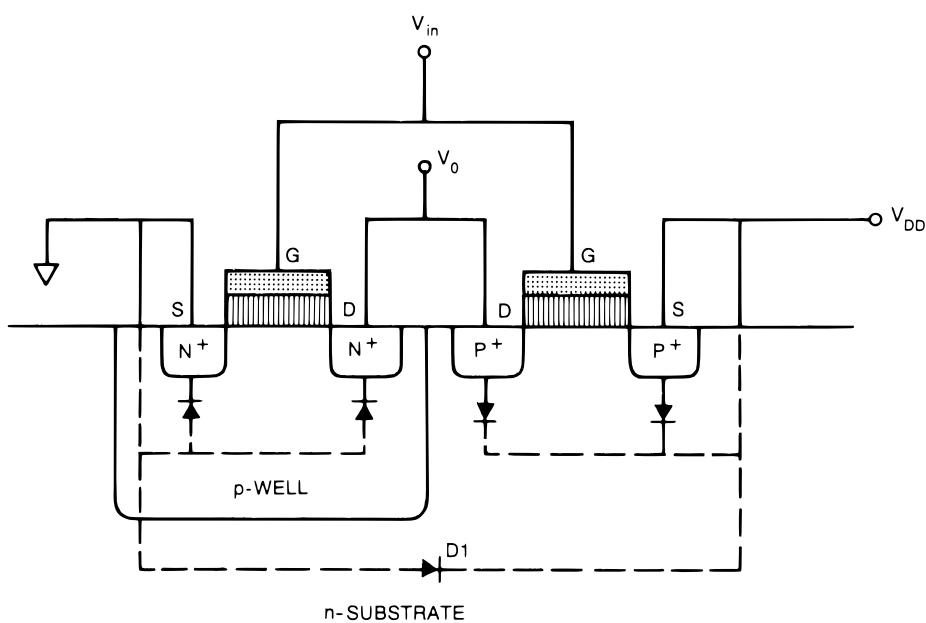 V_in
V_0
V_DD
G
G
S
D
D
S
N+
N+
P+
P+
p-WELL
D1
n-SUBSTRATE